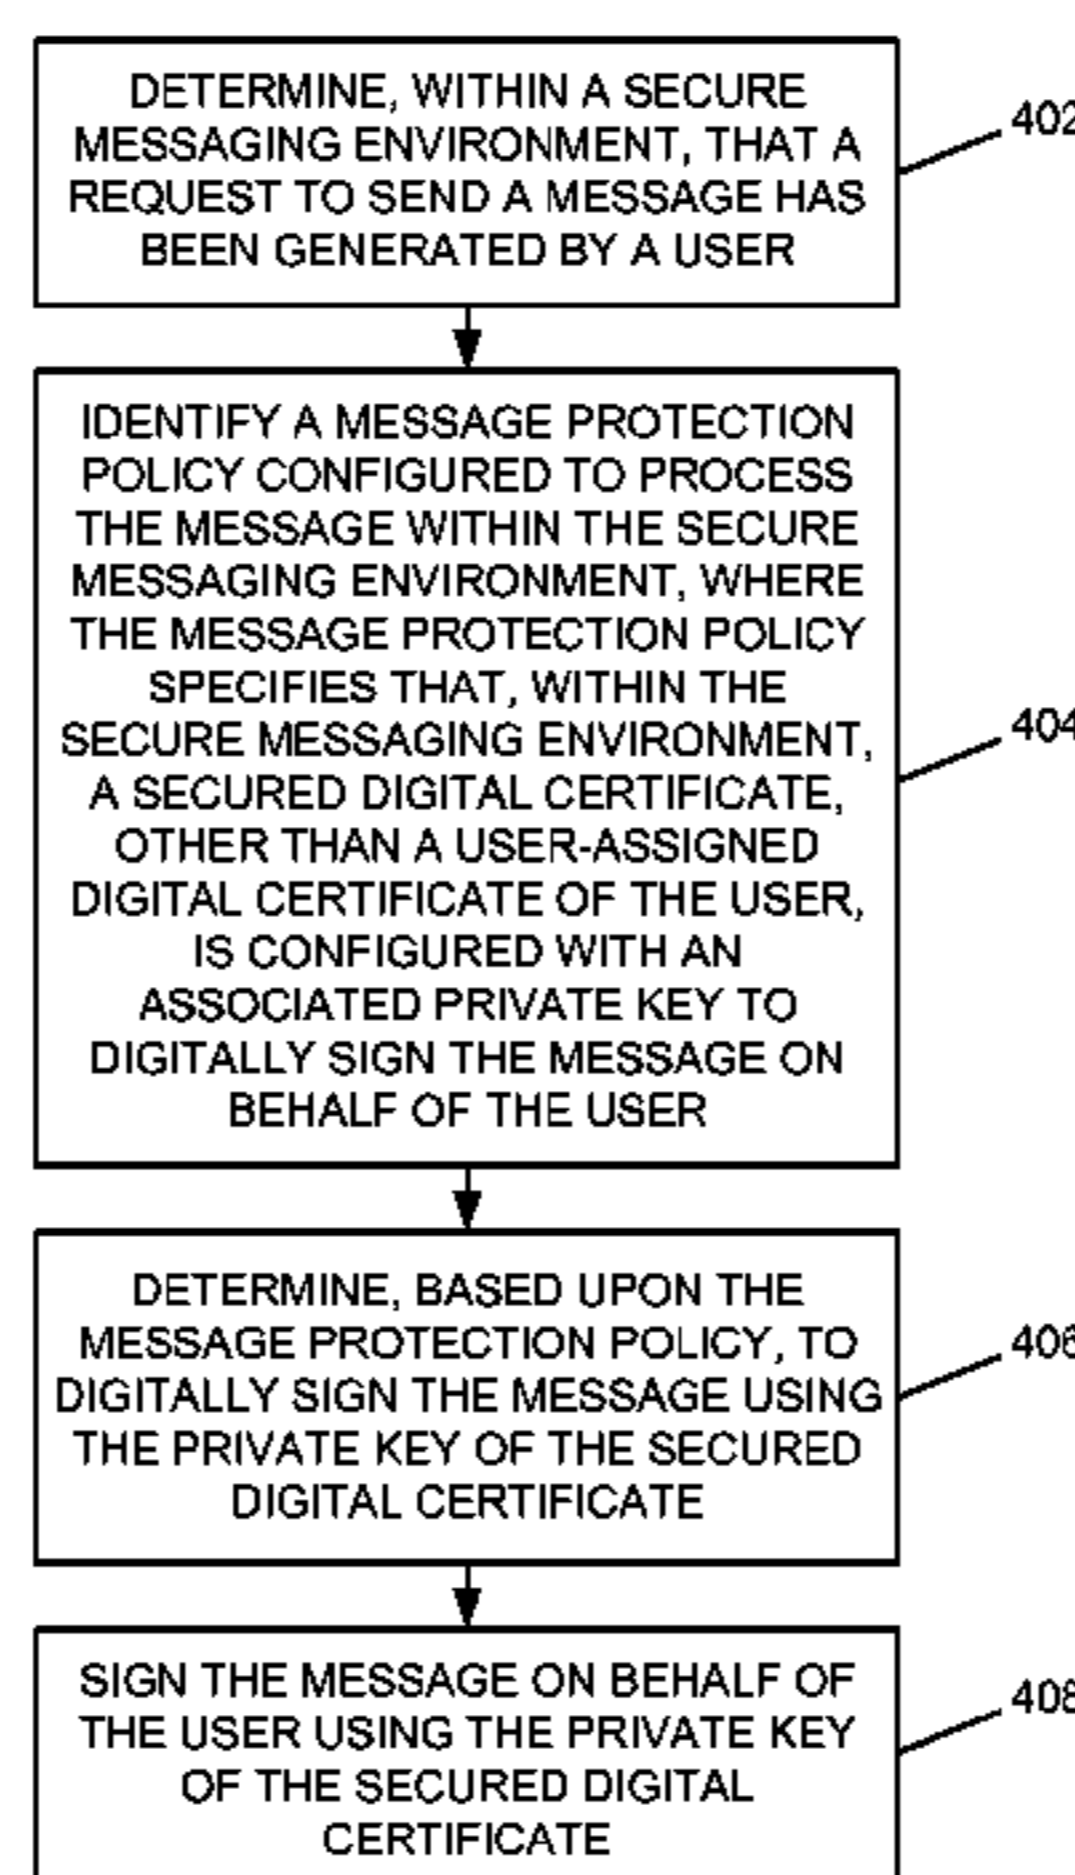 DETERMINE, WITHIN A SECURE
MESSAGING ENVIRONMENT, THAT A
REQUEST TO SEND A MESSAGE HAS
BEEN GENERATED BY A USER
402
IDENTIFY A MESSAGE PROTECTION
POLICY CONFIGURED TO PROCESS
THE MESSAGE WITHIN THE SECURE
MESSAGING ENVIRONMENT, WHERE
THE MESSAGE PROTECTION POLICY
SPECIFIES THAT, WITHIN THE
SECURE MESSAGING ENVIRONMENT,
A SECURED DIGITAL CERTIFICATE,
OTHER THAN A USER-ASSIGNED
DIGITAL CERTIFICATE OF THE USER,
IS CONFIGURED WITH AN
ASSOCIATED PRIVATE KEY TO
DIGITALLY SIGN THE MESSAGE ON
BEHALF OF THE USER
404
DETERMINE, BASED UPON THE
MESSAGE PROTECTION POLICY, TO
DIGITALLY SIGN THE MESSAGE USING
THE PRIVATE KEY OF THE SECURED
DIGITAL CERTIFICATE
406
SIGN THE MESSAGE ON BEHALF OF
THE USER USING THE PRIVATE KEY
OF THE SECURED DIGITAL
CERTIFICATE
408